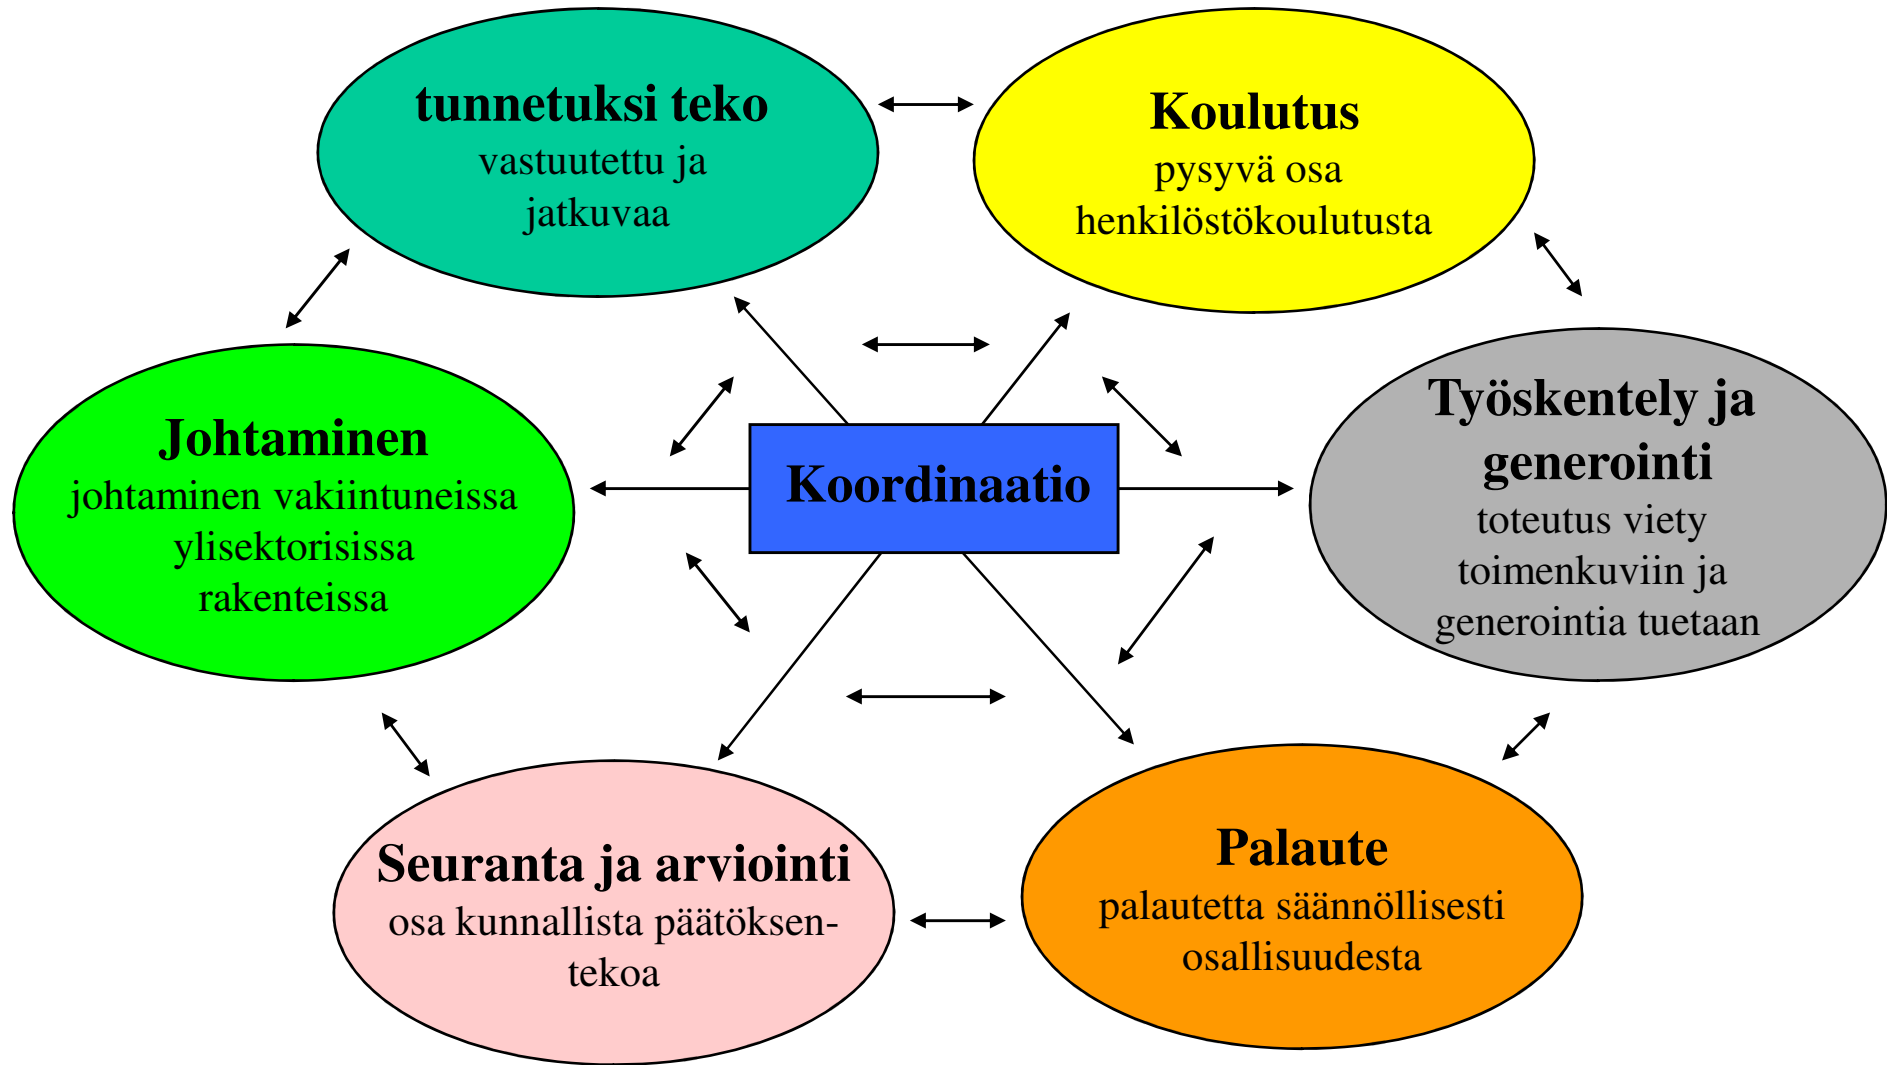 tunnetuksi teko
vastuutettu ja
jatkuvaa
Koulutus
pysyvä osa
henkilöstökoulutusta
Johtaminen
johtaminen vakiintuneissa
ylisektorisissa
rakenteissa
Koordinaatio
Työskentely ja
generointi
toteutus viety
toimenkuviin ja
generointia tuetaan
Seuranta ja arviointi
osa kunnallista päätöksen-
tekoa
Palaute
palautetta säännöllisesti
osallisuudesta